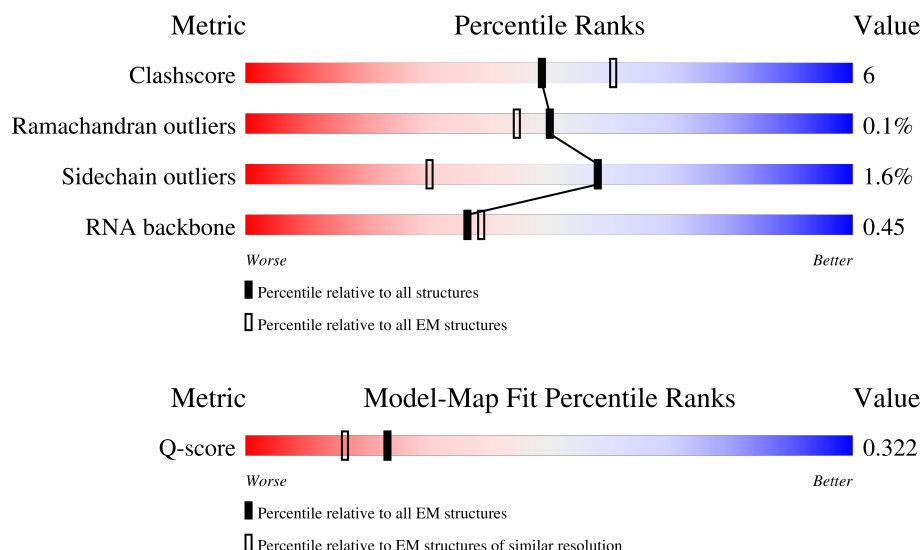 Metric Percentile Ranks Value
Clashscore 6
Ramachandran outliers 0.1%
Sidechain outliers 1.6%
RNA backbone 0.45
Worse Better
Percentile relative to all structures
Percentile relative to all EM structures
Metric Model-Map Fit Percentile Ranks Value
Q-score 0.322
Worse Better
Percentile relative to all EM structures
Percentile relative to EM structures of similar resolution